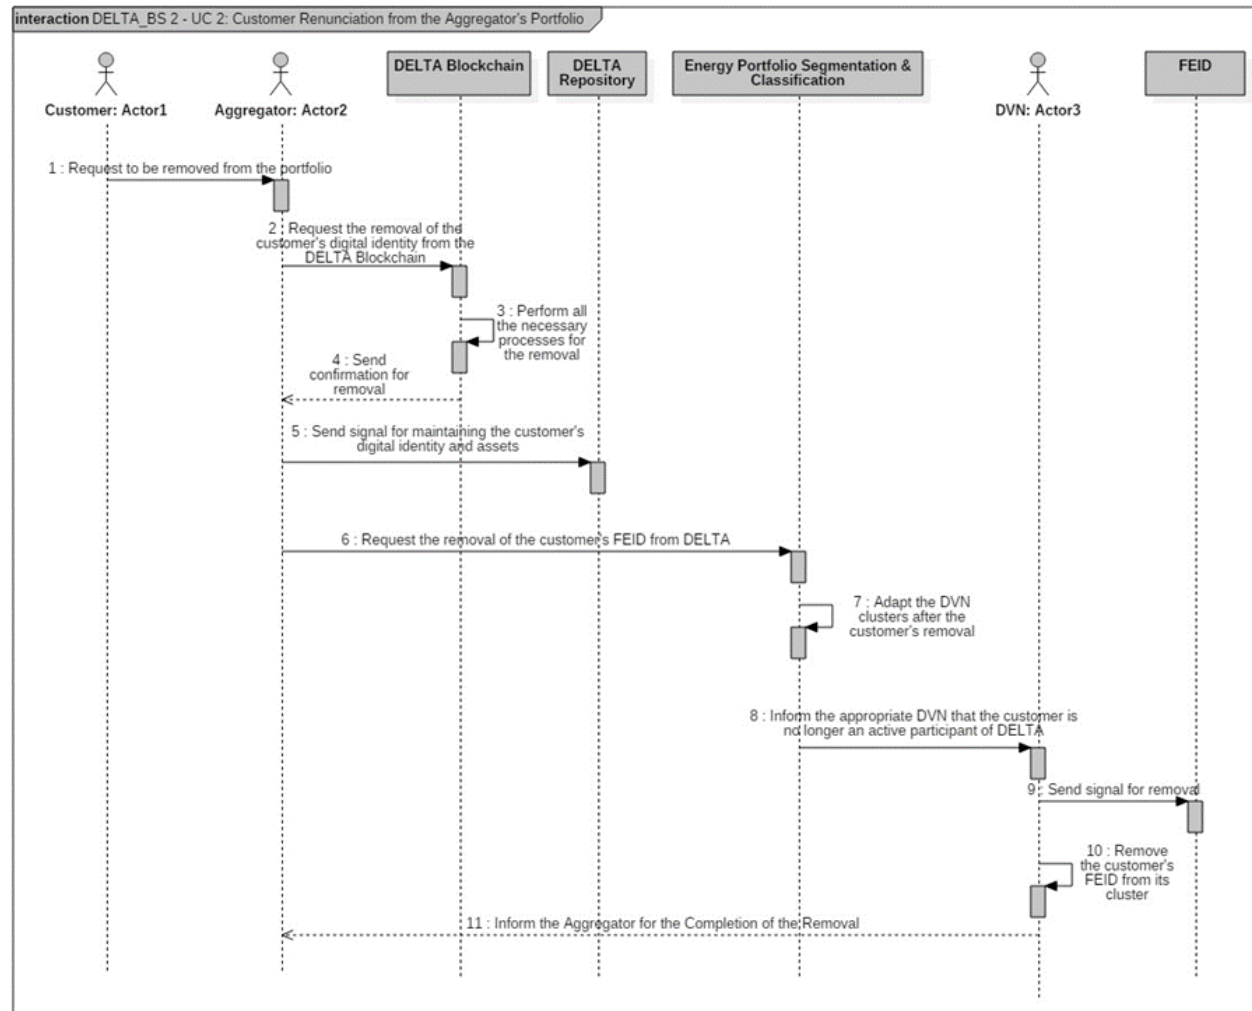 interaction DELTA_BS 2 - UC 2: Customer Renunciation from the Aggregator's Portfolio
Customer: Actor1
Aggregator: Actor2
DELTA Blockchain
DELTA
Repository
Energy Portfolio Segmentation &
Classification
DVN: Actor3
FEID
1 : Request to be removed from the portfolio
2 : Request the removal of the
customer's digital identity from the
DELTA Blockchain
3 : Perform all
the necessary
processes for
the removal
4 : Send
confirmation for
removal
5 : Send signal for maintaining the customer's
digital identity and assets
6 : Request the removal of the customer's FEID from DELTA
7 : Adapt the DVN
clusters after the
customer's removal
8 : Inform the appropriate DVN that the customer is
no longer an active participant of DELTA
9 : Send signal for removal
10 : Remove
the customer's
FEID from its
cluster
11 : Inform the Aggregator for the Completion of the Removal